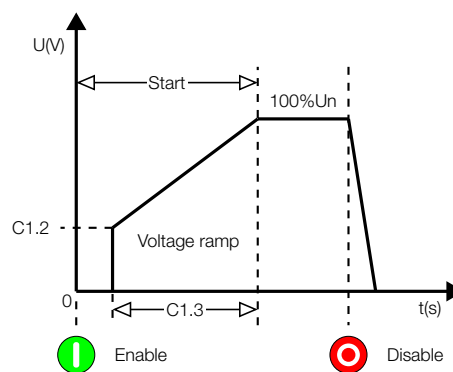 U(V)
Start
100%Un
C1.2
Voltage ramp
0
C1.3
t(s)
Enable
Disable